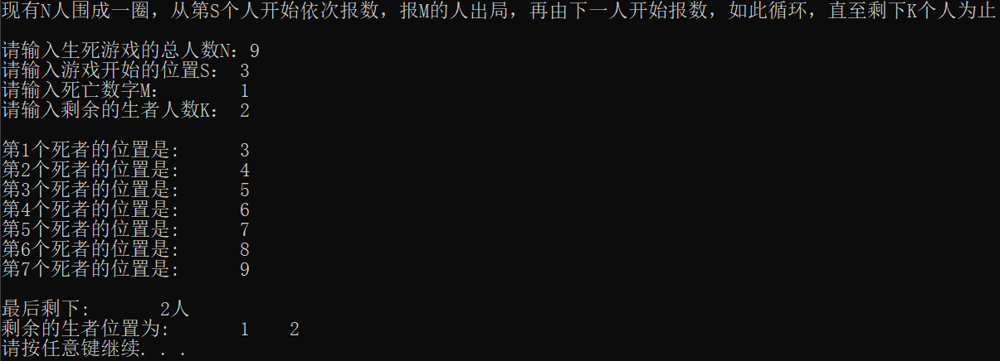 现有N人围成一圈，从第S个人开始依次报数，报M的人出局，再由下一人开始报数，如此循环，直至剩下K个人为止
请输入生死游戏的总人数N：9
请输入游戏开始的位置S： 3
请输入死亡数字M： 1
请输入剩余的生者人数K： 2
第1个死者的位置是: 3
第2个死者的位置是: 4
第3个死者的位置是: 5
第4个死者的位置是: 6
第5个死者的位置是: 7
第6个死者的位置是: 8
第7个死者的位置是: 9
最后剩下: 2人
剩余的生者位置为: 1 2
请按任意键继续. . .